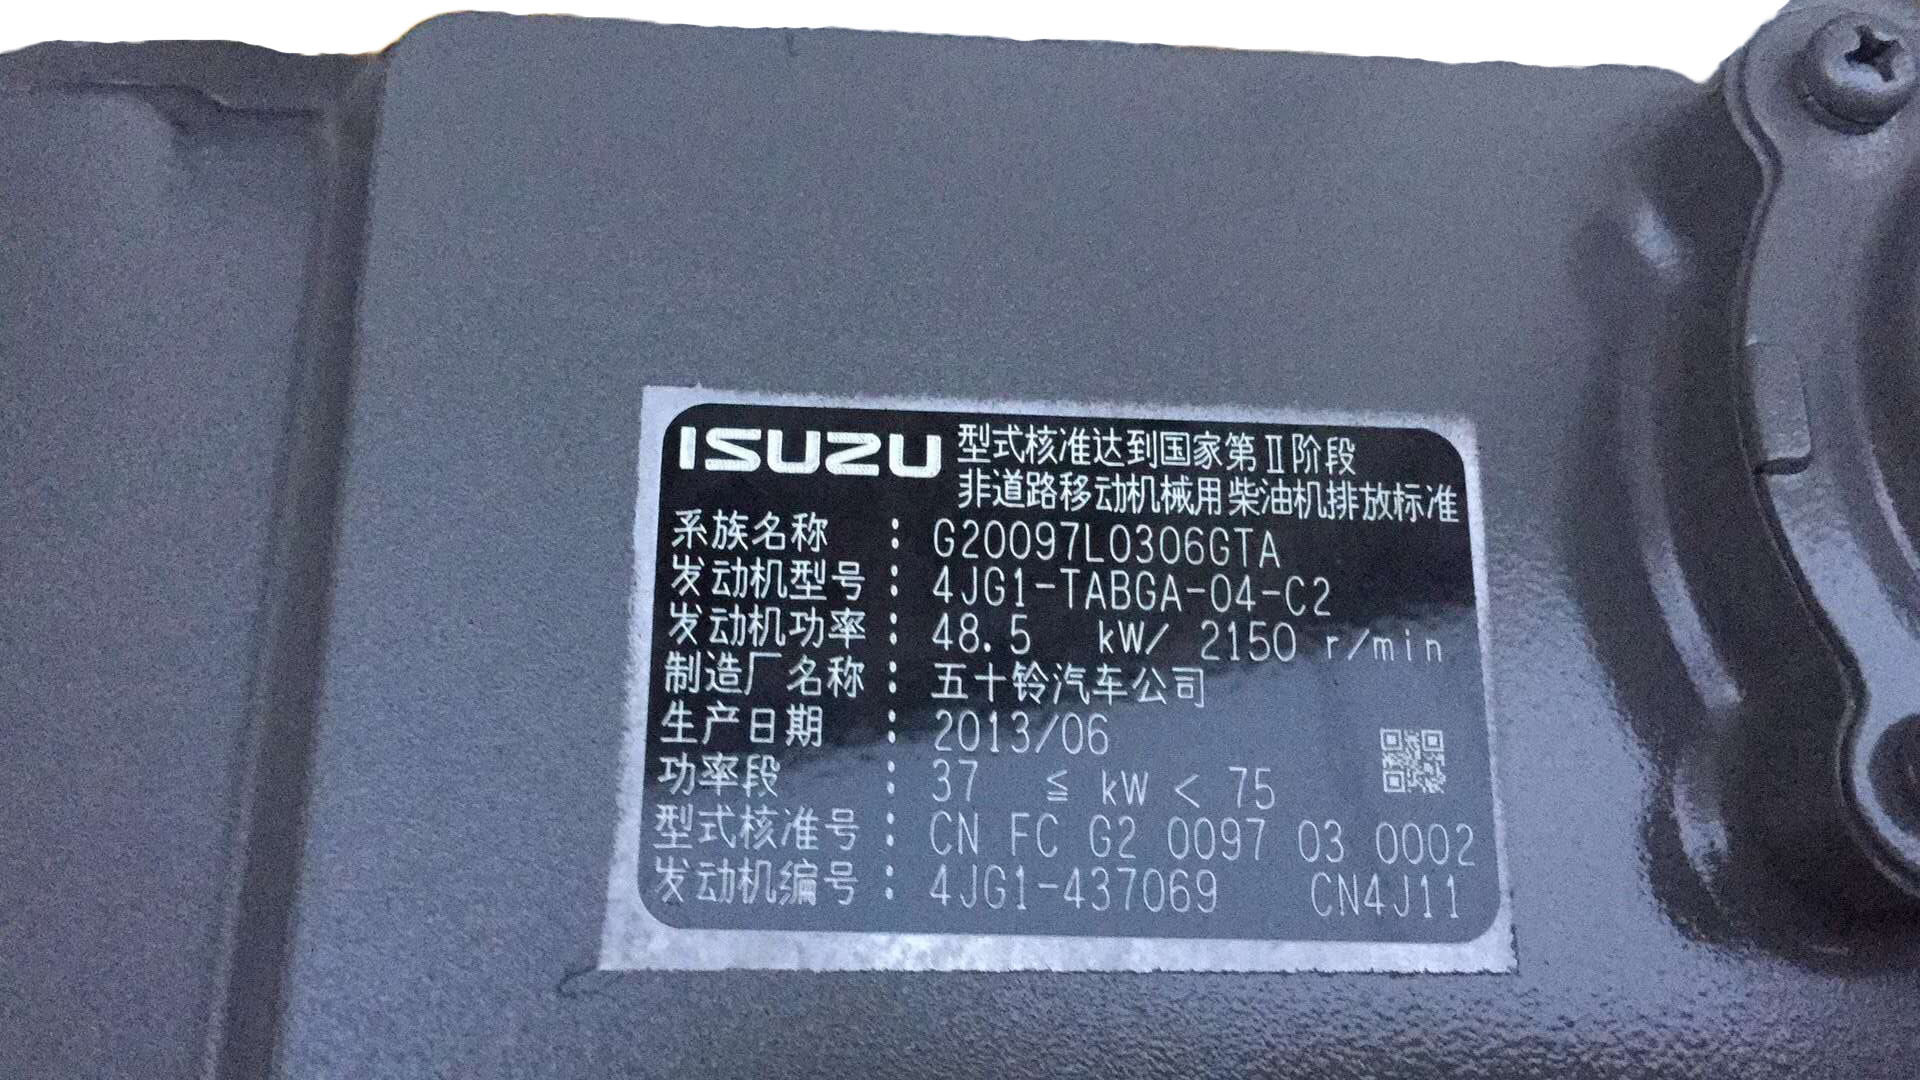 ISUZU 型式核准达到国家第Ⅱ阶段
非道路移动机械用柴油机排放标准
系族名称 : G20097L0306GTA
发动机型号 : 4JG1-TABGA-04-C2
发动机功率 : 48.5 kW/ 2150 r/min
制造厂名称 : 五十铃汽车公司
生产日期 : 2013/06
功率段 : 37 ≦ kW < 75
型式核准号 : CN FC G2 0097 03 0002
发动机编号 : 4JG1-437069 CN4J11